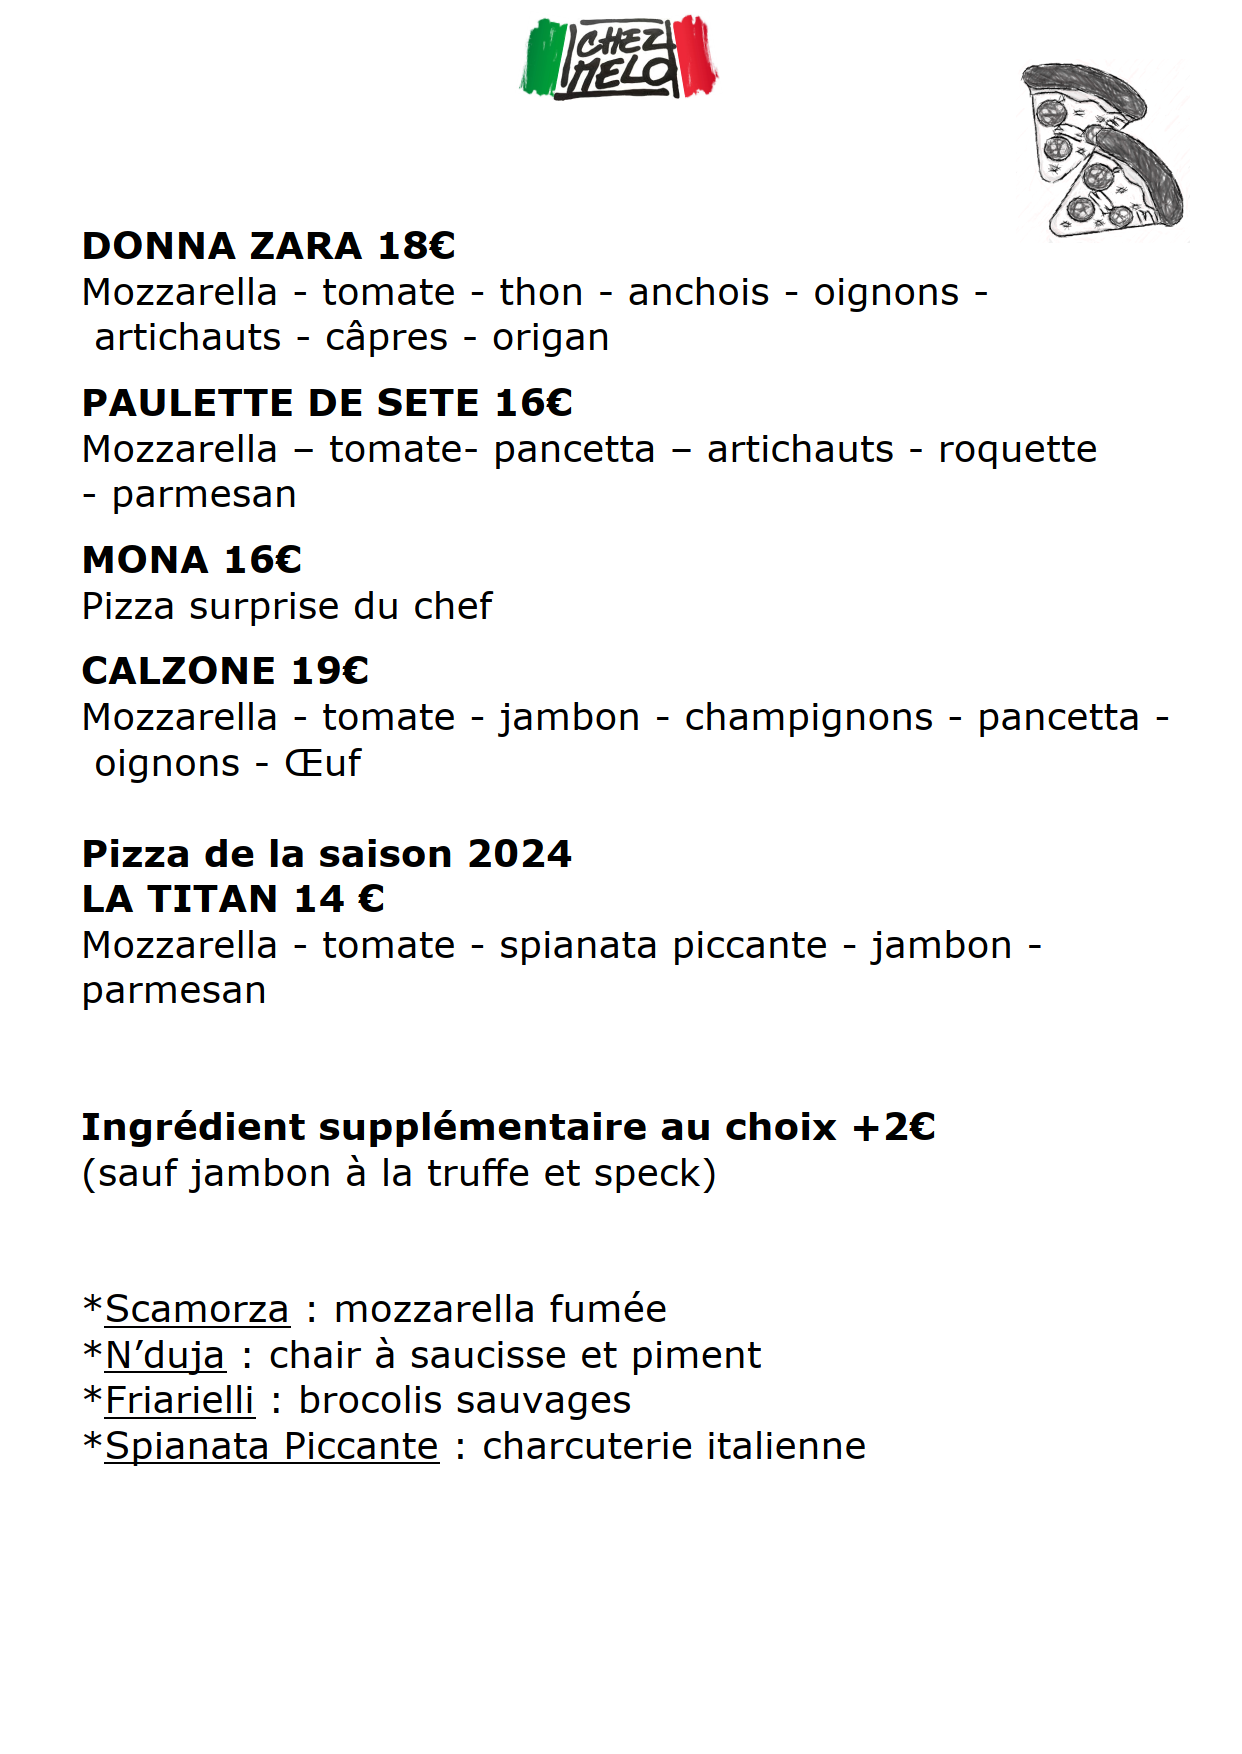 CHEZ
MELO
DONNA ZARA 18€
Mozzarella - tomate - thon - anchois - oignons -
artichauts - câpres - origan
PAULETTE DE SETE 16€
Mozzarella – tomate- pancetta – artichauts - roquette
- parmesan
MONA 16€
Pizza surprise du chef
CALZONE 19€
Mozzarella - tomate - jambon - champignons - pancetta -
oignons - Œuf
Pizza de la saison 2024
LA TITAN 14 €
Mozzarella - tomate - spianata piccante - jambon -
parmesan
Ingrédient supplémentaire au choix +2€
(sauf jambon à la truffe et speck)
*Scamorza : mozzarella fumée
*N’duja : chair à saucisse et piment
*Friarielli : brocolis sauvages
*Spianata Piccante : charcuterie italienne